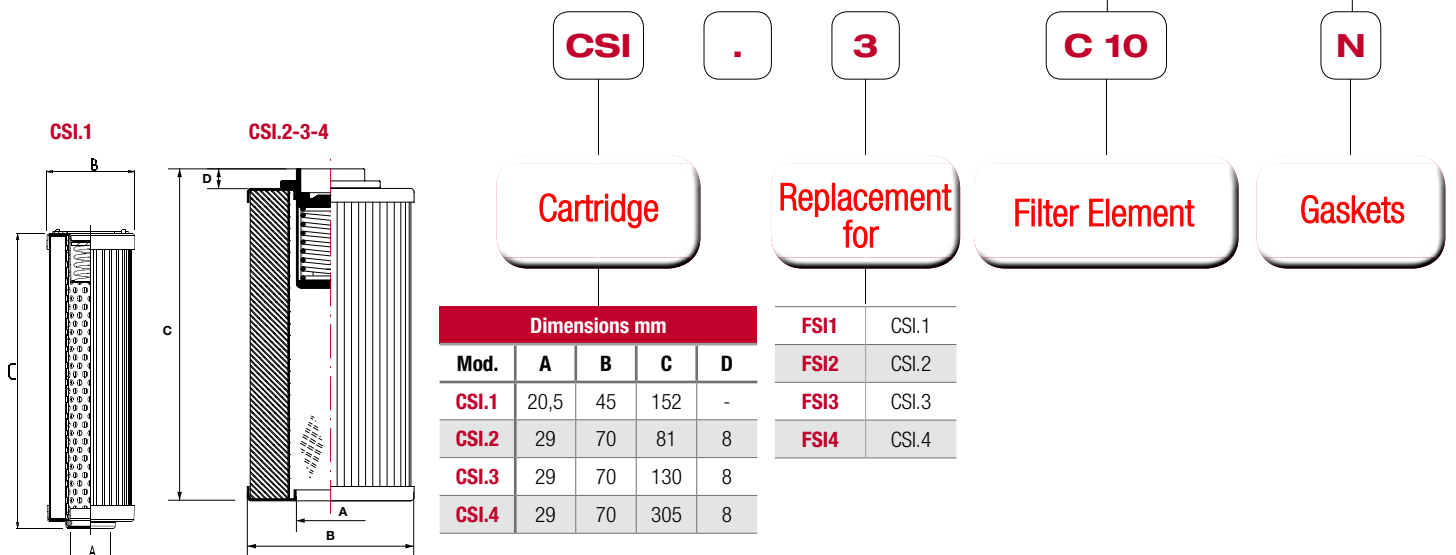 CSI . 3 C 10 N
CSI.1 CSI.2-3-4
B
D
C
C
A
B
A
Cartridge
Replacement
for
Filter Element
Gaskets
Dimensions mm
Mod. A B C D
CSI.1 20,5 45 152 -
CSI.2 29 70 81 8
CSI.3 29 70 130 8
CSI.4 29 70 305 8
FSI1 CSI.1
FSI2 CSI.2
FSI3 CSI.3
FSI4 CSI.4